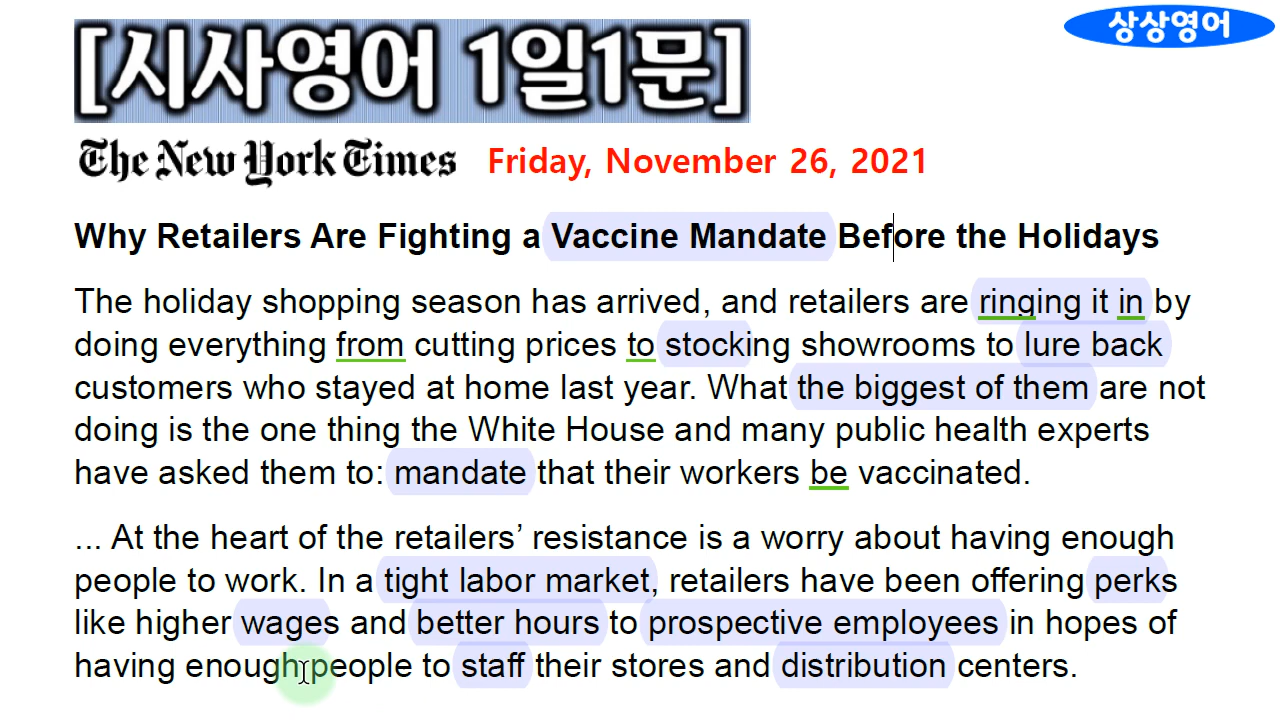 상상영어
[시사영어 1일1문]
The New York Times Friday, November 26, 2021
Why Retailers Are Fighting a Vaccine Mandate Before the Holidays
The holiday shopping season has arrived, and retailers are ringing it in by
doing everything from cutting prices to stocking showrooms to lure back
customers who stayed at home last year. What the biggest of them are not
doing is the one thing the White House and many public health experts
have asked them to: mandate that their workers be vaccinated.
... At the heart of the retailers’ resistance is a worry about having enough
people to work. In a tight labor market, retailers have been offering perks
like higher wages and better hours to prospective employees in hopes of
having enough people to staff their stores and distribution centers.